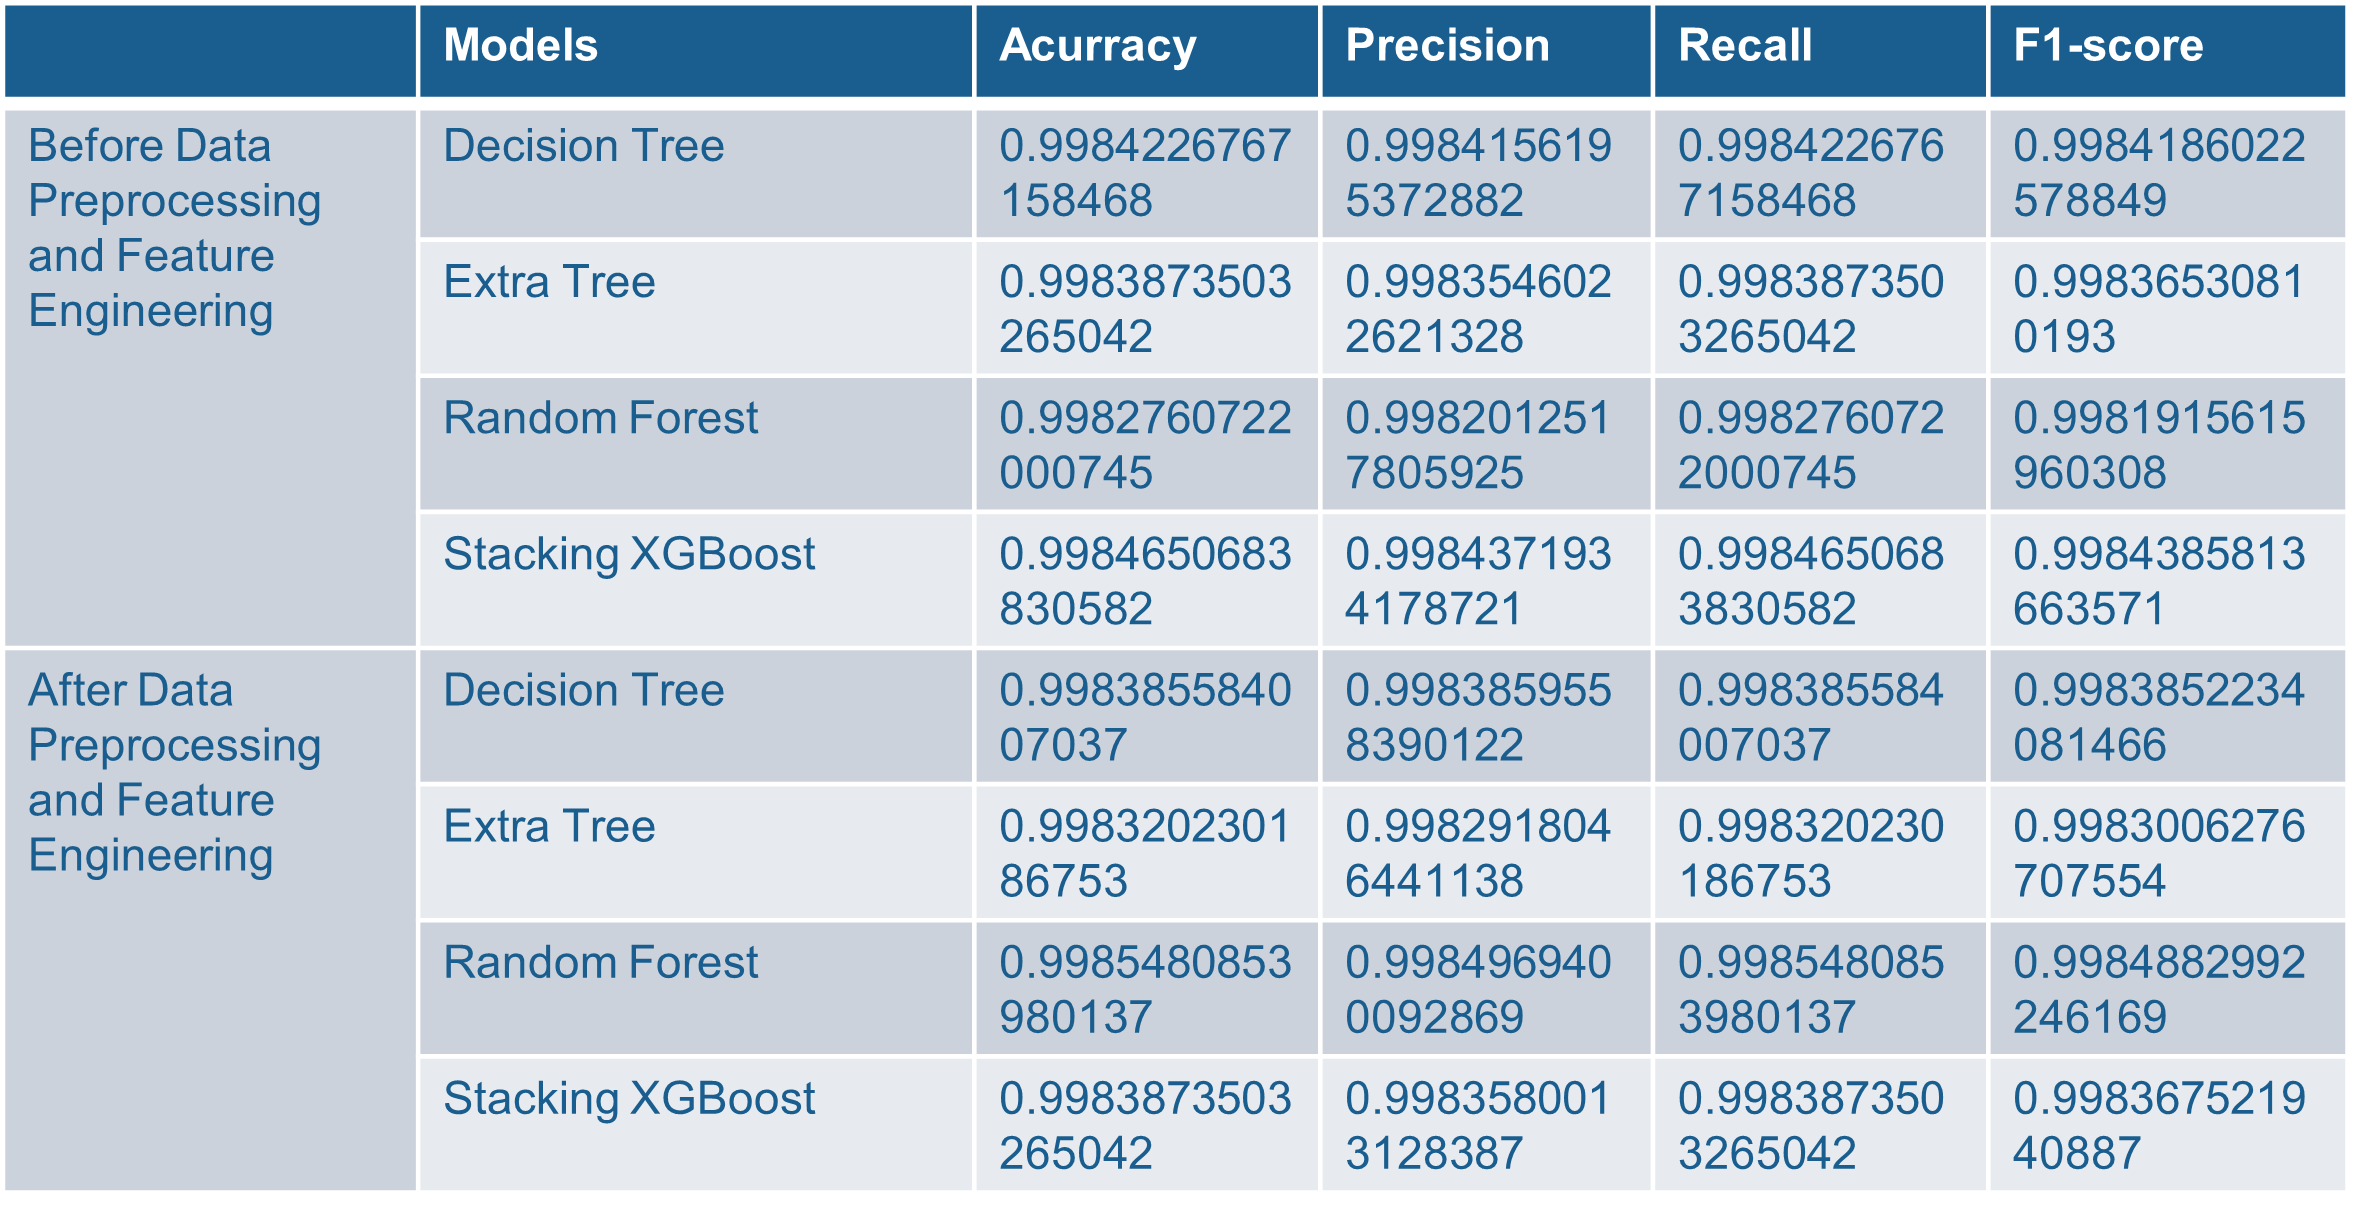 Models Acurracy Precision Recall F1-score
Before Data Preprocessing and Feature Engineering
Decision Tree 0.9984226767158468 0.9984156195372882 0.9984226767158468 0.9984186022578849
Extra Tree 0.9983873503265042 0.9983546022621328 0.9983873503265042 0.99836530810193
Random Forest 0.9982760722000745 0.9982012517805925 0.9982760722000745 0.9981915615960308
Stacking XGBoost 0.9984650683830582 0.9984371934178721 0.9984650683830582 0.9984385813663571
After Data Preprocessing and Feature Engineering
Decision Tree 0.998385584007037 0.9983859558390122 0.998385584007037 0.9983852234081466
Extra Tree 0.998320230186753 0.9982918046441138 0.998320230186753 0.9983006276707554
Random Forest 0.9985480853980137 0.9984969400092869 0.9985480853980137 0.9984882992246169
Stacking XGBoost 0.9983873503265042 0.9983580013128387 0.9983873503265042 0.998367521940887